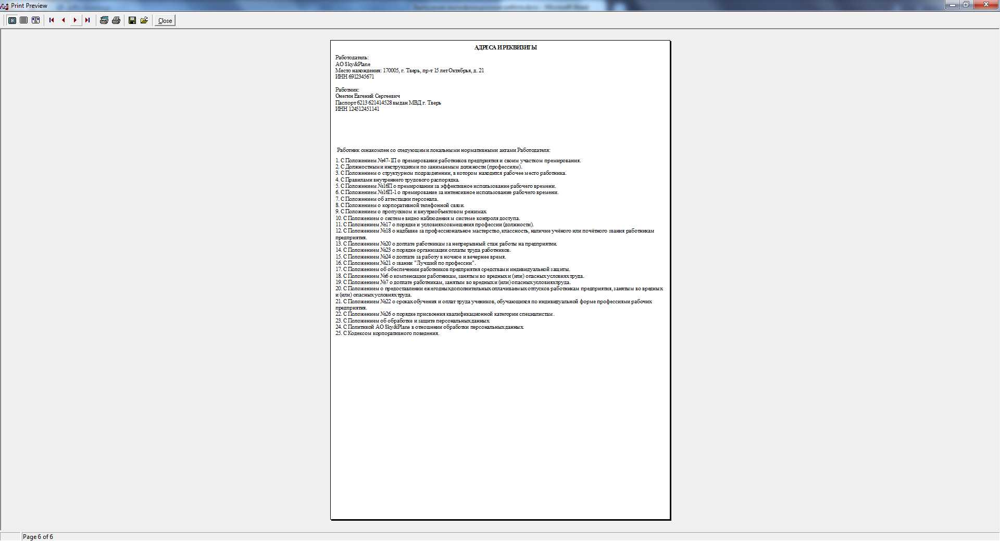 Print Preview
Close
АДРЕСА И РЕКВИЗИТЫ
Работодатель:
АО Sky&Plane
Место нахождения: 170005, г. Тверь, пр-т 15 лет Октябрья, д. 21
ИНН 6912345671
Работник:
Онегин Евгений Сергеевич
Паспорт 6213 621414528 выдан МВД г. Тверь
ИНН 124512451141
Работник ознакомлен со следующими локальными нормативными актами Работодателя:
1. С Положением №47-1П о премировании работников предприятия и своим участком премирования.
2. С Должностными инструкциями по занимаемым должности (профессиям).
3. С Положением о структурном подразделении, в котором находится рабочее место работника.
4. С Правилами внутреннего трудового распорядка.
5. С Положением №16П о премировании за эффективное использование рабочего времени.
6. С Положением №16П-1 о премирование за интенсивное использование рабочего времени.
7. С Положением об аттестации персонала.
8. С Положением о корпоративной телефонной связи.
9. С Положением о пропускном и внутриобъектовом режимах.
10. С Положением о системе видео наблюдения м системе контроля доступа.
11. С Положением №17 о порядке и условиях совмещения профессии (должности).
12. С Положением №18 о надбавке за профессиональное мастерство, классность, наличие учёного или почётного звания работникам
предприятия.
13. С Положением №20 о доплате работникам за непрерывный стаж работы на предприятии.
14. С Положением №23 о порядке организации оплаты труда работников.
15. С Положением №24 о доплате за работу в ночное и вечернее время.
16. С Положением №21 о звании "Лучший по профессии".
17. С Положением об обеспечении работников предприятия средствами индивидуальной защиты.
18. С Положением №6 о компенсации работникам, занятым во вредных и (или) опасных условиях труда.
19. С Положением №7 о доплате работникам, занятым во вредных и (или) опасных условиях труда.
20. С Положением о предоставлении ежегодных дополнительных оплачиваемых отпусков работникам предприятия, занятым во вредных
и (или) опасных условиях труда.
21. С Положением №22 о сроках обучения и оплат труда учеников, обучающихся по индивидуальной форме профессиями рабочих
предприятия.
22. С Положением №26 о порядке присвоения квалификационной категории специалистам.
23. С Положением об обработке и защите персональных данных.
24. С Политикой АО Sky&Plane в отношении обработки персональных данных.
25. С Кодексом корпоративного поведения.
Page 6 of 6